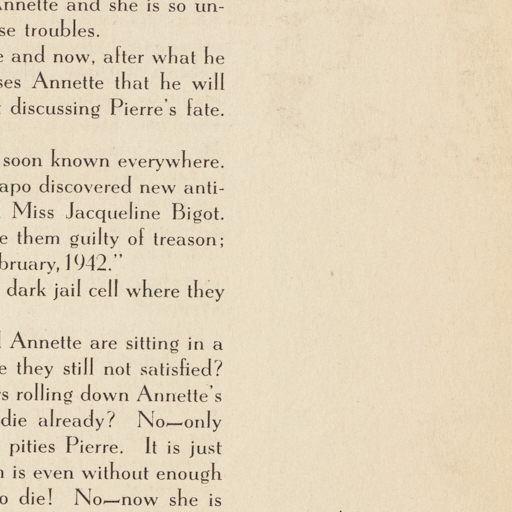 Annette and she is so un-
se troubles.
e and now, after what he
ses Annette that he will
discussing Pierre's fate.
soon known everywhere.
apo discovered new anti-
Miss Jacqueline Bigot.
e them guilty of treason;
bruary, 1942."
dark jail cell where they
Annette are sitting in a
e they still not satisfied?
rs rolling down Annette's
die already? No—only
pities Pierre. It is just
n is even without enough
o die! No—now she is